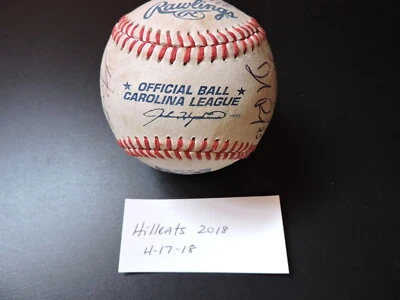 Rawlings
R
★ OFFICIAL BALL ★
CAROLINA LEAGUE
Hillcats 2018
4-17-18